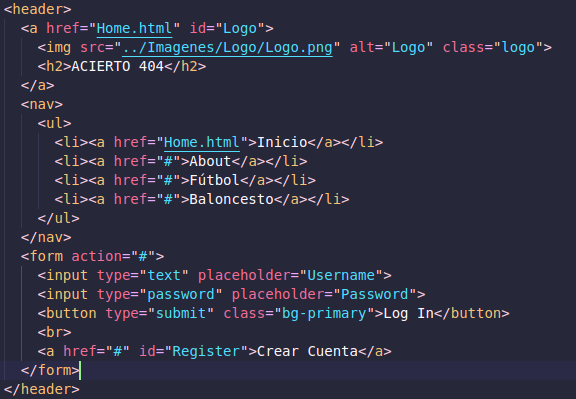 <header>
<a href="Home.html" id="Logo">
<img src="../Imagenes/Logo/Logo.png" alt="Logo" class="logo">
<h2>ACIERTO 404</h2>
</a>
<nav>
<ul>
<li><a href="Home.html">Inicio</a></li>
<li><a href="#">About</a></li>
<li><a href="#">Fútbol</a></li>
<li><a href="#">Baloncesto</a></li>
</ul>
</nav>
<form action="#">
<input type="text" placeholder="Username">
<input type="password" placeholder="Password">
<button type="submit" class="bg-primary">Log In</button>
<br>
<a href="#" id="Register">Crear Cuenta</a>
</form>
</header>